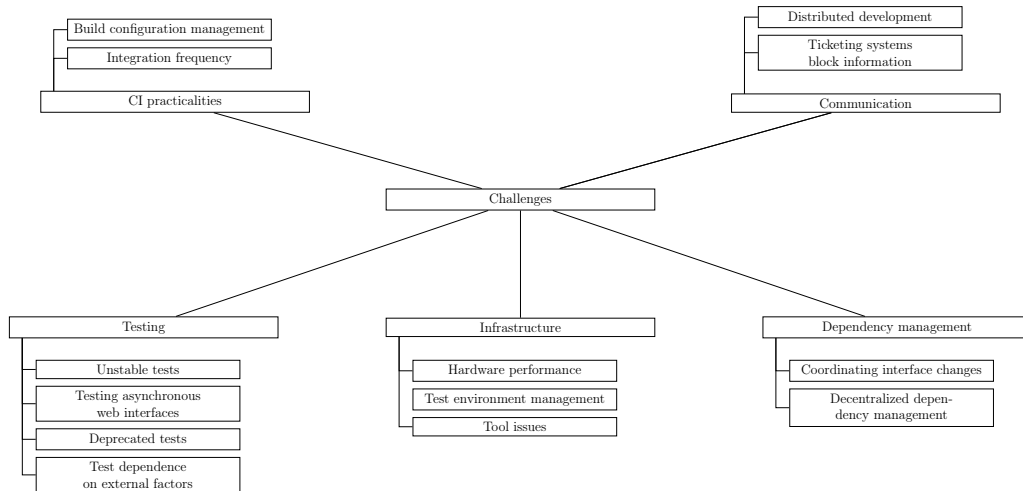 Build configuration management
Integration frequency
CI practicalities
Distributed development
Ticketing systems
block information
Communication
Challenges
Testing
Unstable tests
Testing asynchronous
web interfaces
Deprecated tests
Test dependence
on external factors
Infrastructure
Hardware performance
Test environment management
Tool issues
Dependency management
Coordinating interface changes
Decentralized depen-
dency management